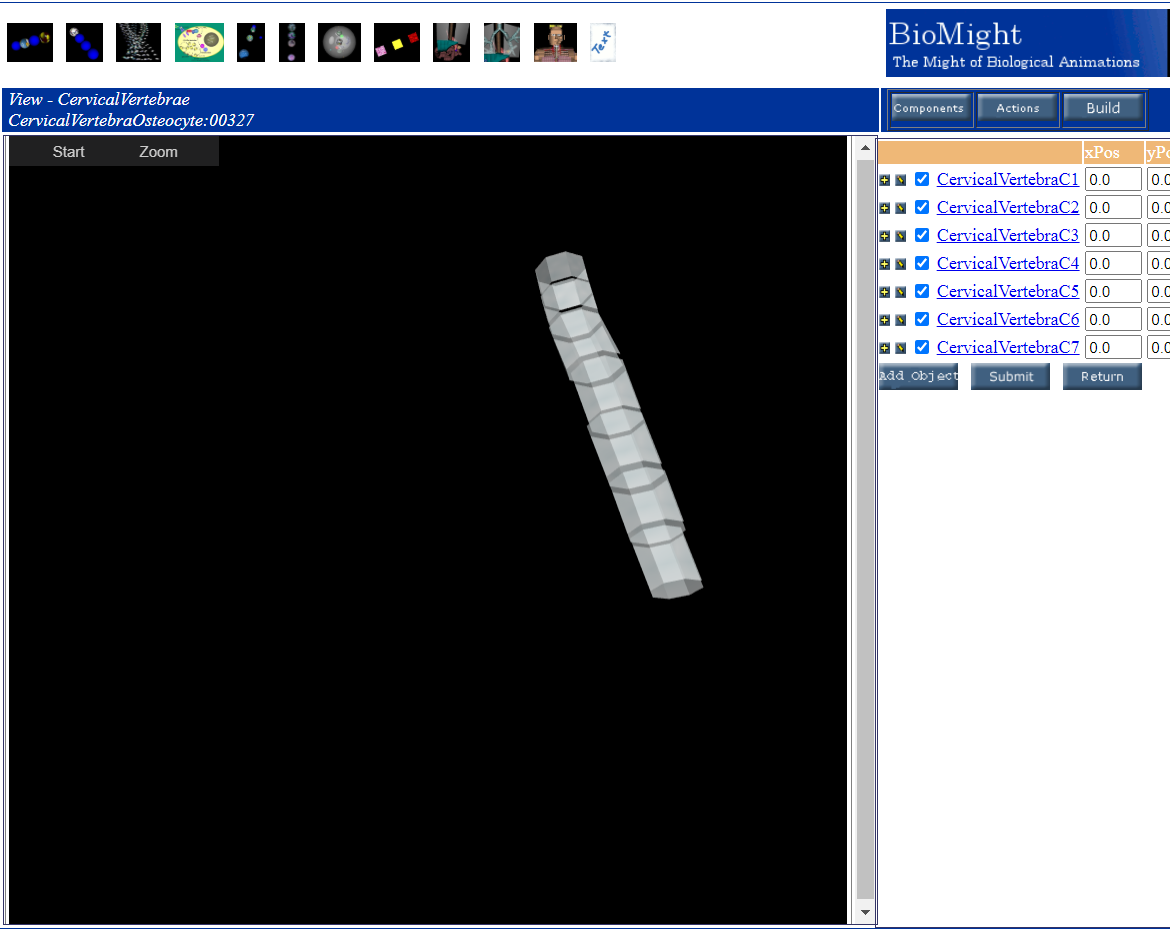 Text
BioMight
The Might of Biological Animations
View - CervicalVertebrae
CervicalVertebraOsteocyte:00327
Components Actions Build
Start Zoom
xPos yPo
CervicalVertebraC1 0.0 0.0
CervicalVertebraC2 0.0 0.0
CervicalVertebraC3 0.0 0.0
CervicalVertebraC4 0.0 0.0
CervicalVertebraC5 0.0 0.0
CervicalVertebraC6 0.0 0.0
CervicalVertebraC7 0.0 0.0
Add Object Submit Return